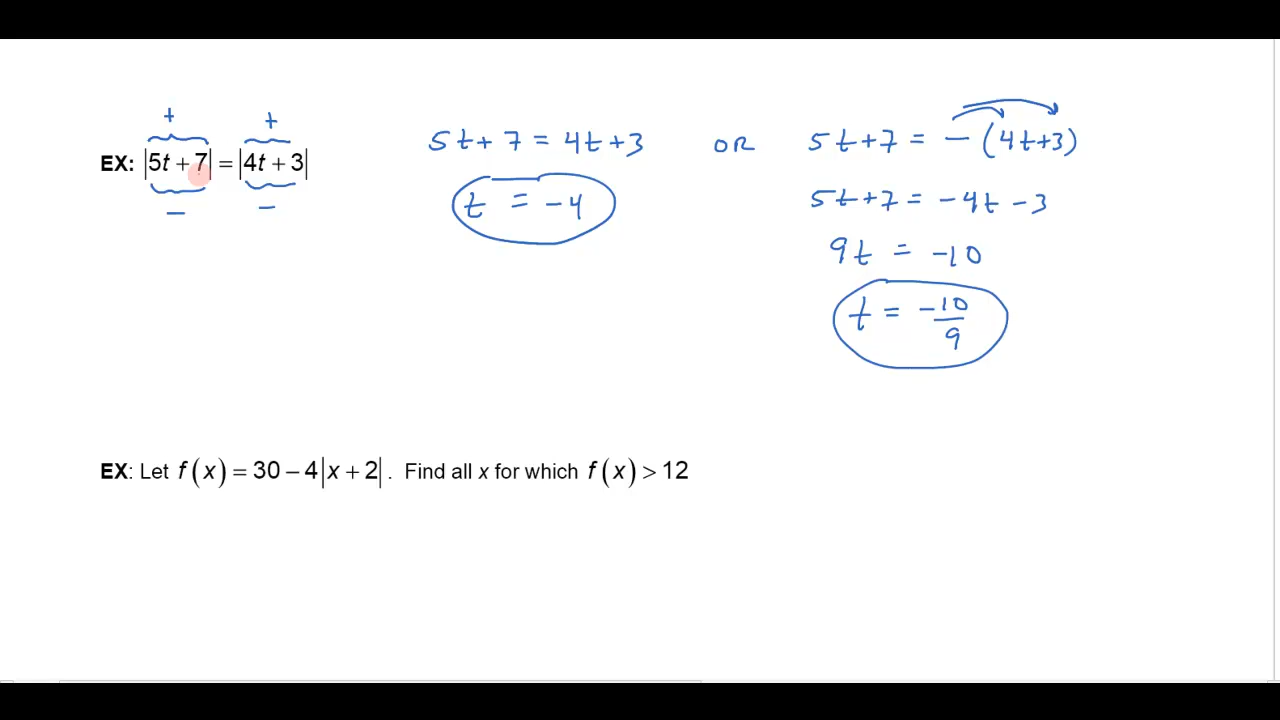 + +
EX: |5t + 7| = |4t + 3|
− −
5t + 7 = 4t + 3
t = -4
OR
5t + 7 = -(4t + 3)
5t + 7 = -4t - 3
9t = -10
t = -10/9
EX: Let f(x) = 30 − 4|x + 2|. Find all x for which f(x) > 12